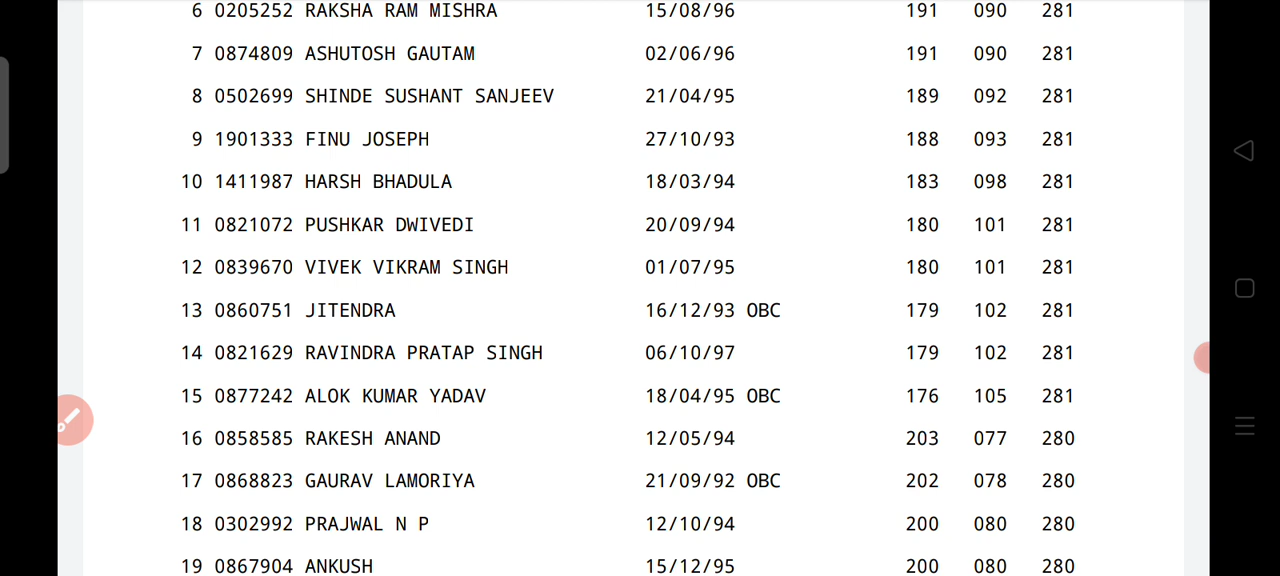 6 0205252 RAKSHA RAM MISHRA 15/08/96 191 090 281
7 0874809 ASHUTOSH GAUTAM 02/06/96 191 090 281
8 0502699 SHINDE SUSHANT SANJEEV 21/04/95 189 092 281
9 1901333 FINU JOSEPH 27/10/93 188 093 281
10 1411987 HARSH BHADULA 18/03/94 183 098 281
11 0821072 PUSHKAR DWIVEDI 20/09/94 180 101 281
12 0839670 VIVEK VIKRAM SINGH 01/07/95 180 101 281
13 0860751 JITENDRA 16/12/93 OBC 179 102 281
14 0821629 RAVINDRA PRATAP SINGH 06/10/97 179 102 281
15 0877242 ALOK KUMAR YADAV 18/04/95 OBC 176 105 281
16 0858585 RAKESH ANAND 12/05/94 203 077 280
17 0868823 GAURAV LAMORIYA 21/09/92 OBC 202 078 280
18 0302992 PRAJWAL N P 12/10/94 200 080 280
19 0867904 ANKUSH 15/12/95 200 080 280